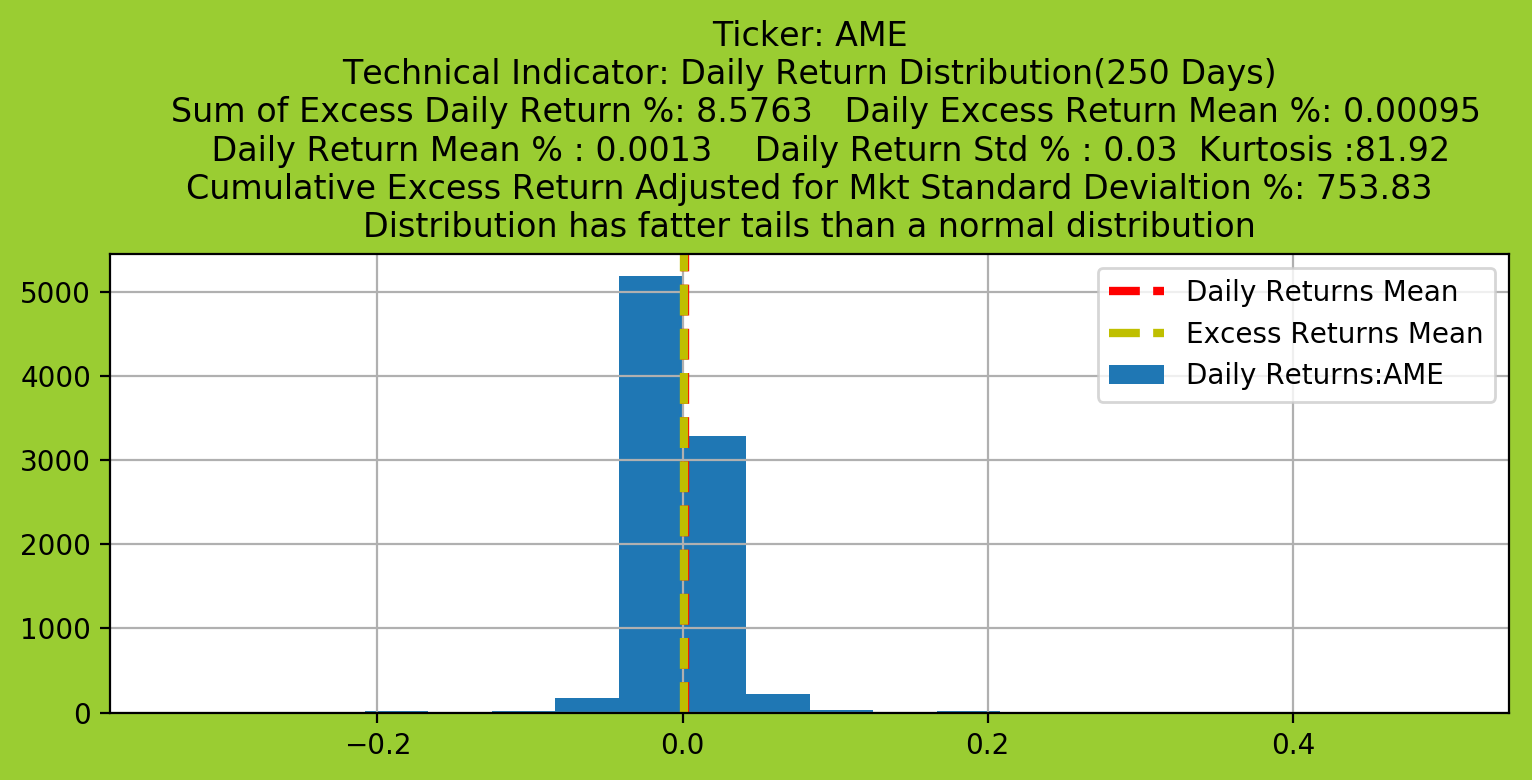 Ticker: AME
Technical Indicator: Daily Return Distribution(250 Days)
Sum of Excess Daily Return %: 8.5763   Daily Excess Return Mean %: 0.00095
Daily Return Mean % : 0.0013    Daily Return Std % : 0.03  Kurtosis :81.92
Cumulative Excess Return Adjusted for Mkt Standard Devialtion %: 753.83
Distribution has fatter tails than a normal distribution
5000
4000
3000
2000
1000
0
Daily Returns Mean
Excess Returns Mean
Daily Returns:AME
−0.2
0.0
0.2
0.4